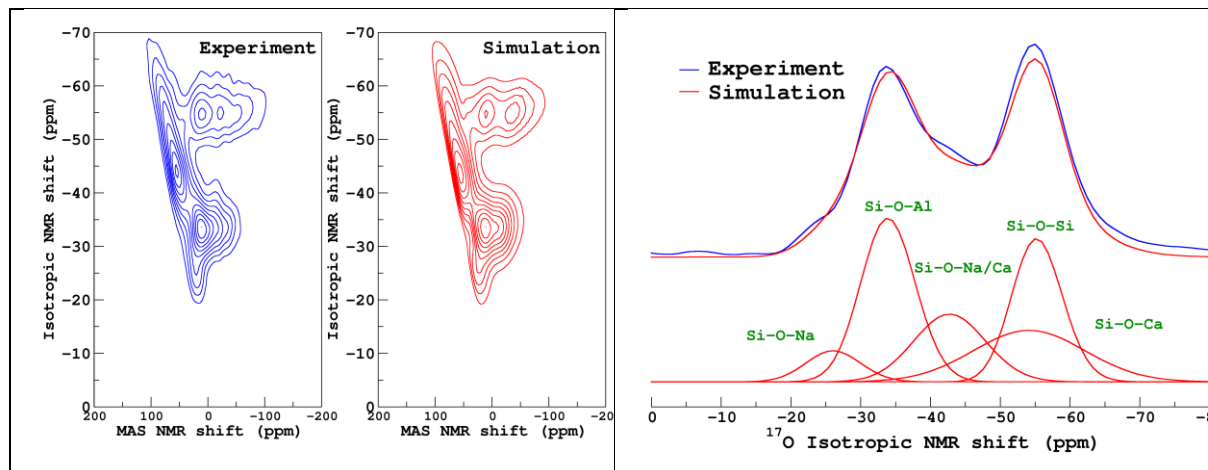 Experiment
Isotropic NMR shift (ppm)
-70
-60
-50
-40
-30
-20
-10
0
200 100 0 -100 -200
MAS NMR shift (ppm)
Simulation
Isotropic NMR shift (ppm)
-70
-60
-50
-40
-30
-20
-10
0
200 100 0 -100 -20
MAS NMR shift (ppm)
Experiment
Simulation
Si-O-Al
Si-O-Si
Si-O-Na/Ca
Si-O-Na
Si-O-Ca
0 -10 -20 -30 -40 -50 -60 -70 -8
17O Isotropic NMR shift (ppm)